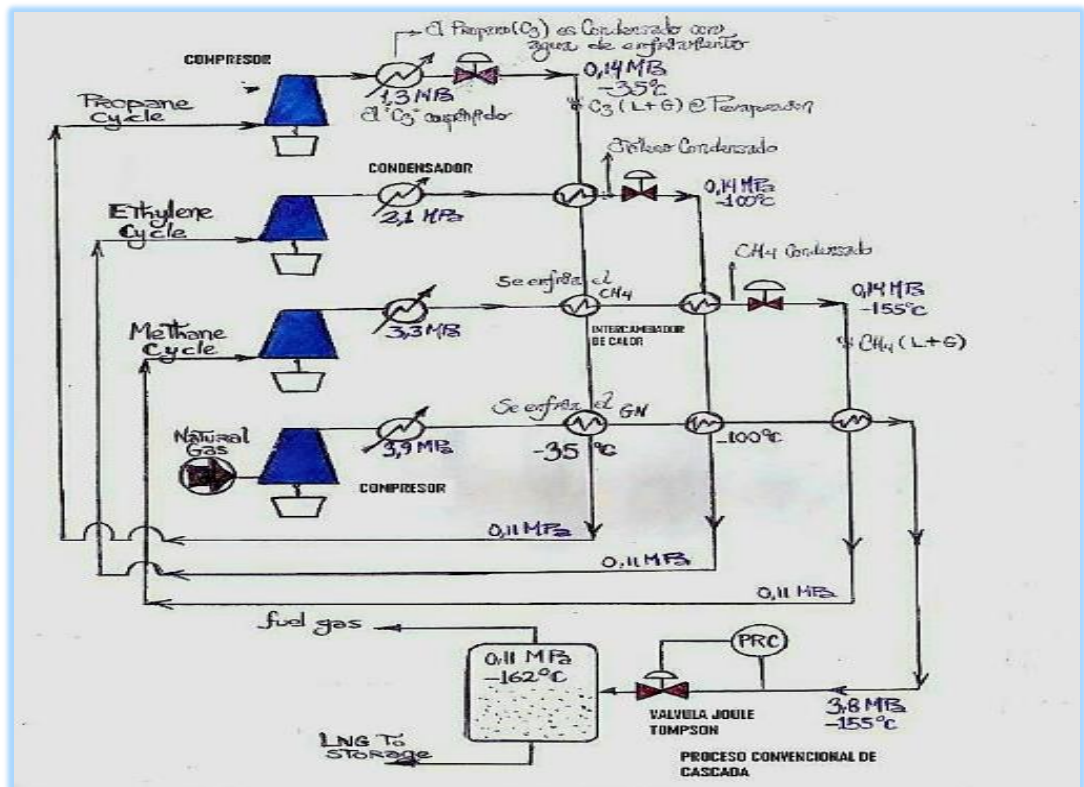 El Propano (C3) es Condensado con
agua de enfriamiento
COMPRESOR
0,14 MPa
-35°C
1,3 MPa
El "C3" comprimido
C3 (L+G) @ Temperacion
Propane
Cycle
CONDENSADOR
Etileno Condensado
2,1 MPa
0,14 MPa
-100°C
Ethylene
Cycle
CH4 Condensado
Se enfría el
CH4
0,14 MPa
-155°C
Methane
Cycle
3,3 MPa
INTERCAMBIADOR
DE CALOR
CH4 (L+G)
Se enfría el GN
Natural
Gas
3,9 MPa
-35 °C
-100°C
COMPRESOR
0,11 MPa
0,11 MPa
0,11 MPa
fuel gas
0,11 MPa
-162°C
PRC
3,8 MPa
-155°C
VALVULA JOULE
TOMPSON
LNG To
STORAGE
PROCESO CONVENCIONAL DE
CASCADA